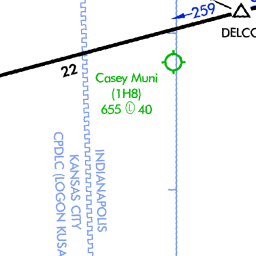 259
DELCO
22
Casey Muni
(1H8)
655 Ⓛ 40
INDIANAPOLIS
KANSAS CITY
CPDLC (LOGON KUSA